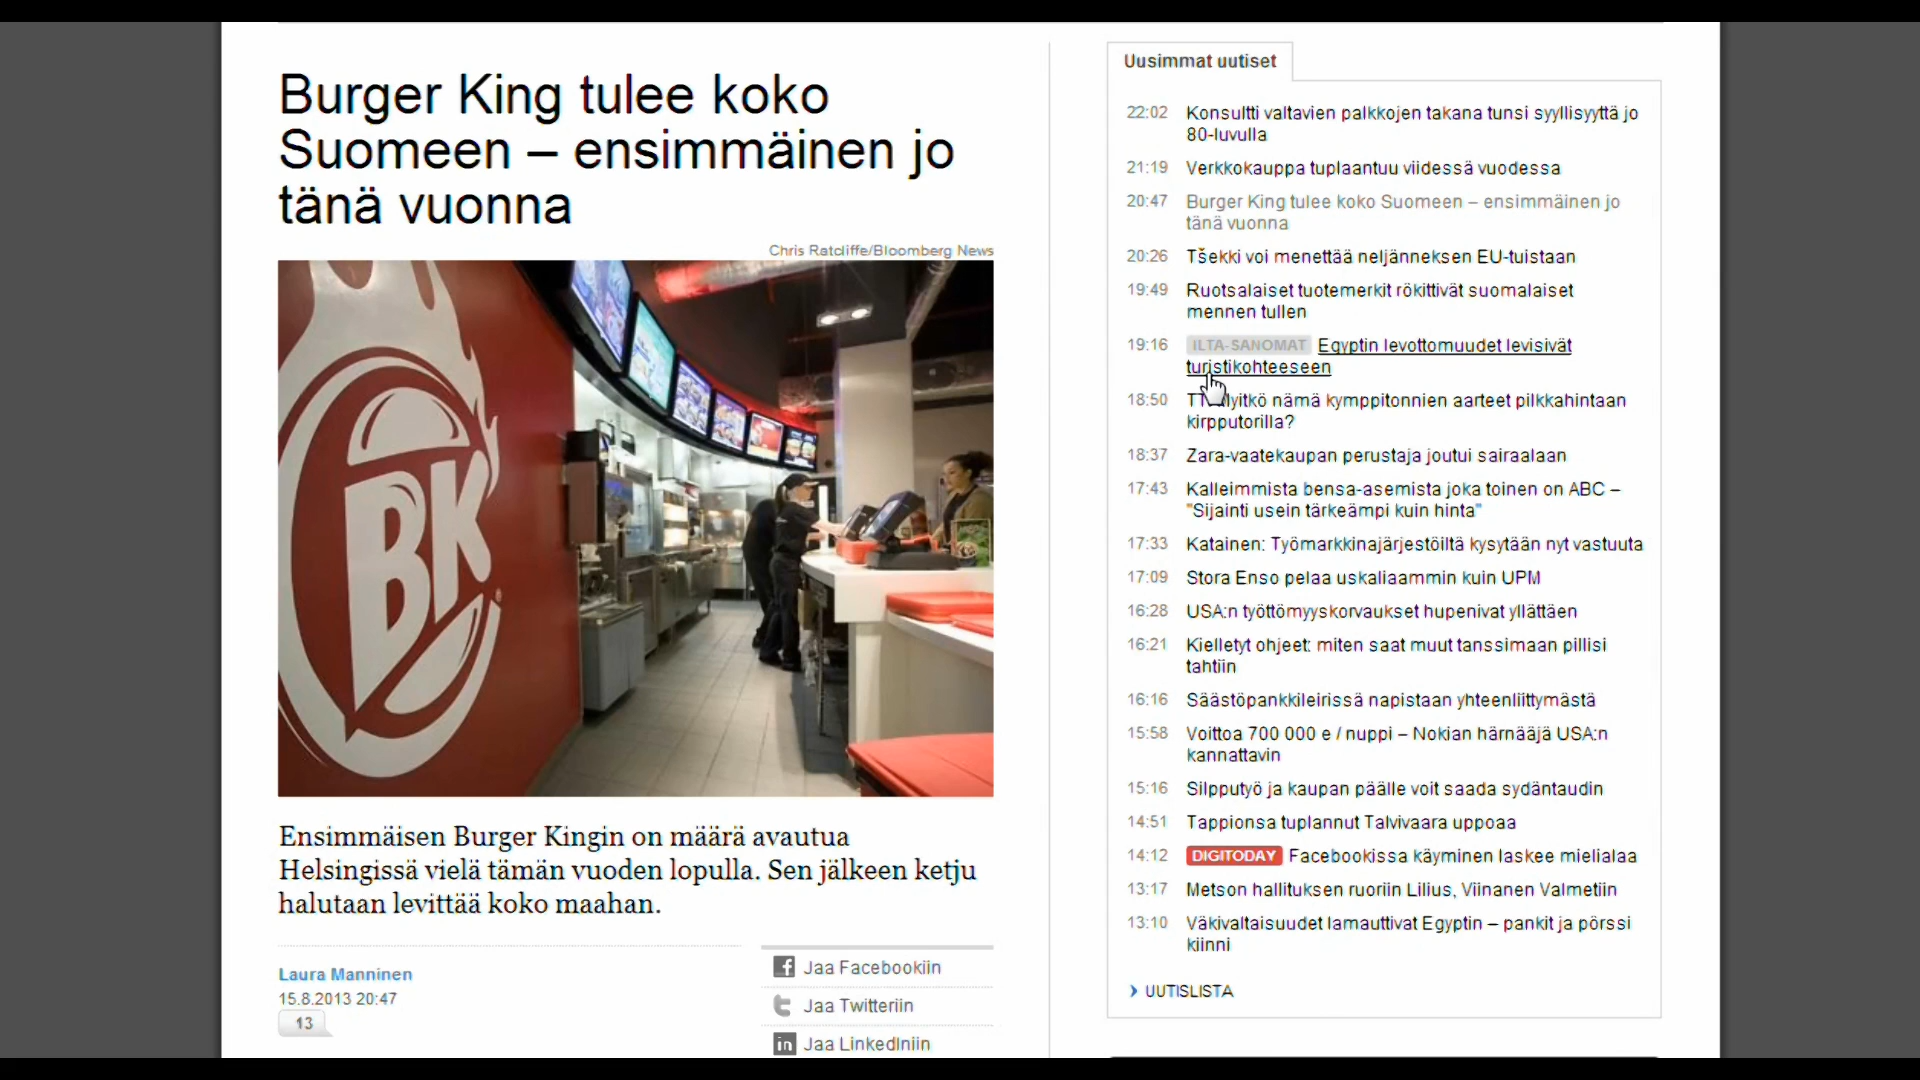 Burger King tulee koko
Suomeen – ensimmäinen jo
tänä vuonna
Chris Ratcliffe/Bloomberg News
BK
Ensimmäisen Burger Kingin on määrä avautua
Helsingissä vielä tämän vuoden lopulla. Sen jälkeen ketju
halutaan levittää koko maahan.
Laura Manninen
15.8.2013 20:47
13
Jaa Facebookiin
Jaa Twitteriin
Jaa LinkedIniin
Uusimmat uutiset
22:02 Konsultti valtavien palkkojen takana tunsi syyllisyyttä jo
80-luvulla
21:19 Verkkokauppa tuplaantuu viidessä vuodessa
20:47 Burger King tulee koko Suomeen – ensimmäinen jo
tänä vuonna
20:26 Tšekki voi menettää neljänneksen EU-tuistaan
19:49 Ruotsalaiset tuotemerkit rökittivät suomalaiset
mennen tullen
19:16 ILTA-SANOMAT Egyptin levottomuudet levisivät
turistikohteeseen
18:50 nämä kymppitonnien aarteet pilkkahintaan
kirpputorilla?
18:37 Zara-vaatekaupan perustaja joutui sairaalaan
17:43 Kalleimmista bensa-asemista joka toinen on ABC –
"Sijainti usein tärkeämpi kuin hinta"
17:33 Katainen: Työmarkkinajärjestöiltä kysytään nyt vastuuta
17:09 Stora Enso pelaa uskaliaammin kuin UPM
16:28 USA:n työttömyyskorvaukset hupenivat yllättäen
16:21 Kielletyt ohjeet: miten saat muut tanssimaan pillisi
tahtiin
16:16 Säästöpankkileirissä napistaan yhteenliittymästä
15:58 Voittoa 700 000 e / nuppi – Nokian härnääjä USA:n
kannattavin
15:16 Silpputyö ja kaupan päälle voit saada sydäntaudin
14:51 Tappionsa tuplannut Talvivaara uppoaa
14:12 DIGITODAY Facebookissa käyminen laskee mielialaa
13:17 Metson hallituksen ruoriin Lilius, Viinanen Valmetiin
13:10 Väkivaltaisuudet lamauttivat Egyptin – pankit ja pörssi
kiinni
UUTISLISTA